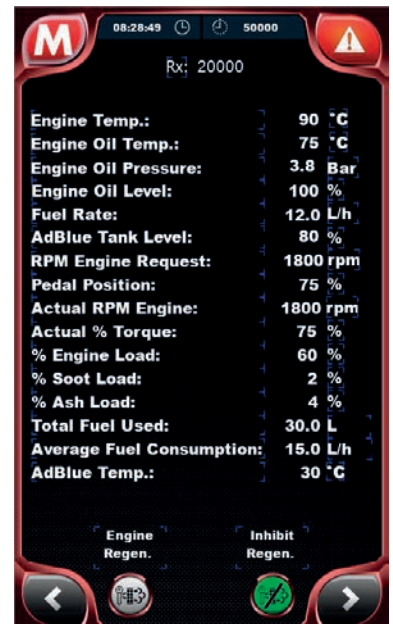 M 08:28:49 50000
Rx: 20000
Engine Temp.: 90 °C
Engine Oil Temp.: 75 °C
Engine Oil Pressure: 3.8 Bar
Engine Oil Level: 100 %
Fuel Rate: 12.0 L/h
AdBlue Tank Level: 80 %
RPM Engine Request: 1800 rpm
Pedal Position: 75 %
Actual RPM Engine: 1800 rpm
Actual % Torque: 75 %
% Engine Load: 60 %
% Soot Load: 2 %
% Ash Load: 4 %
Total Fuel Used: 30.0 L
Average Fuel Consumption: 15.0 L/h
AdBlue Temp.: 30 °C
Engine Inhibit
Regen. Regen.